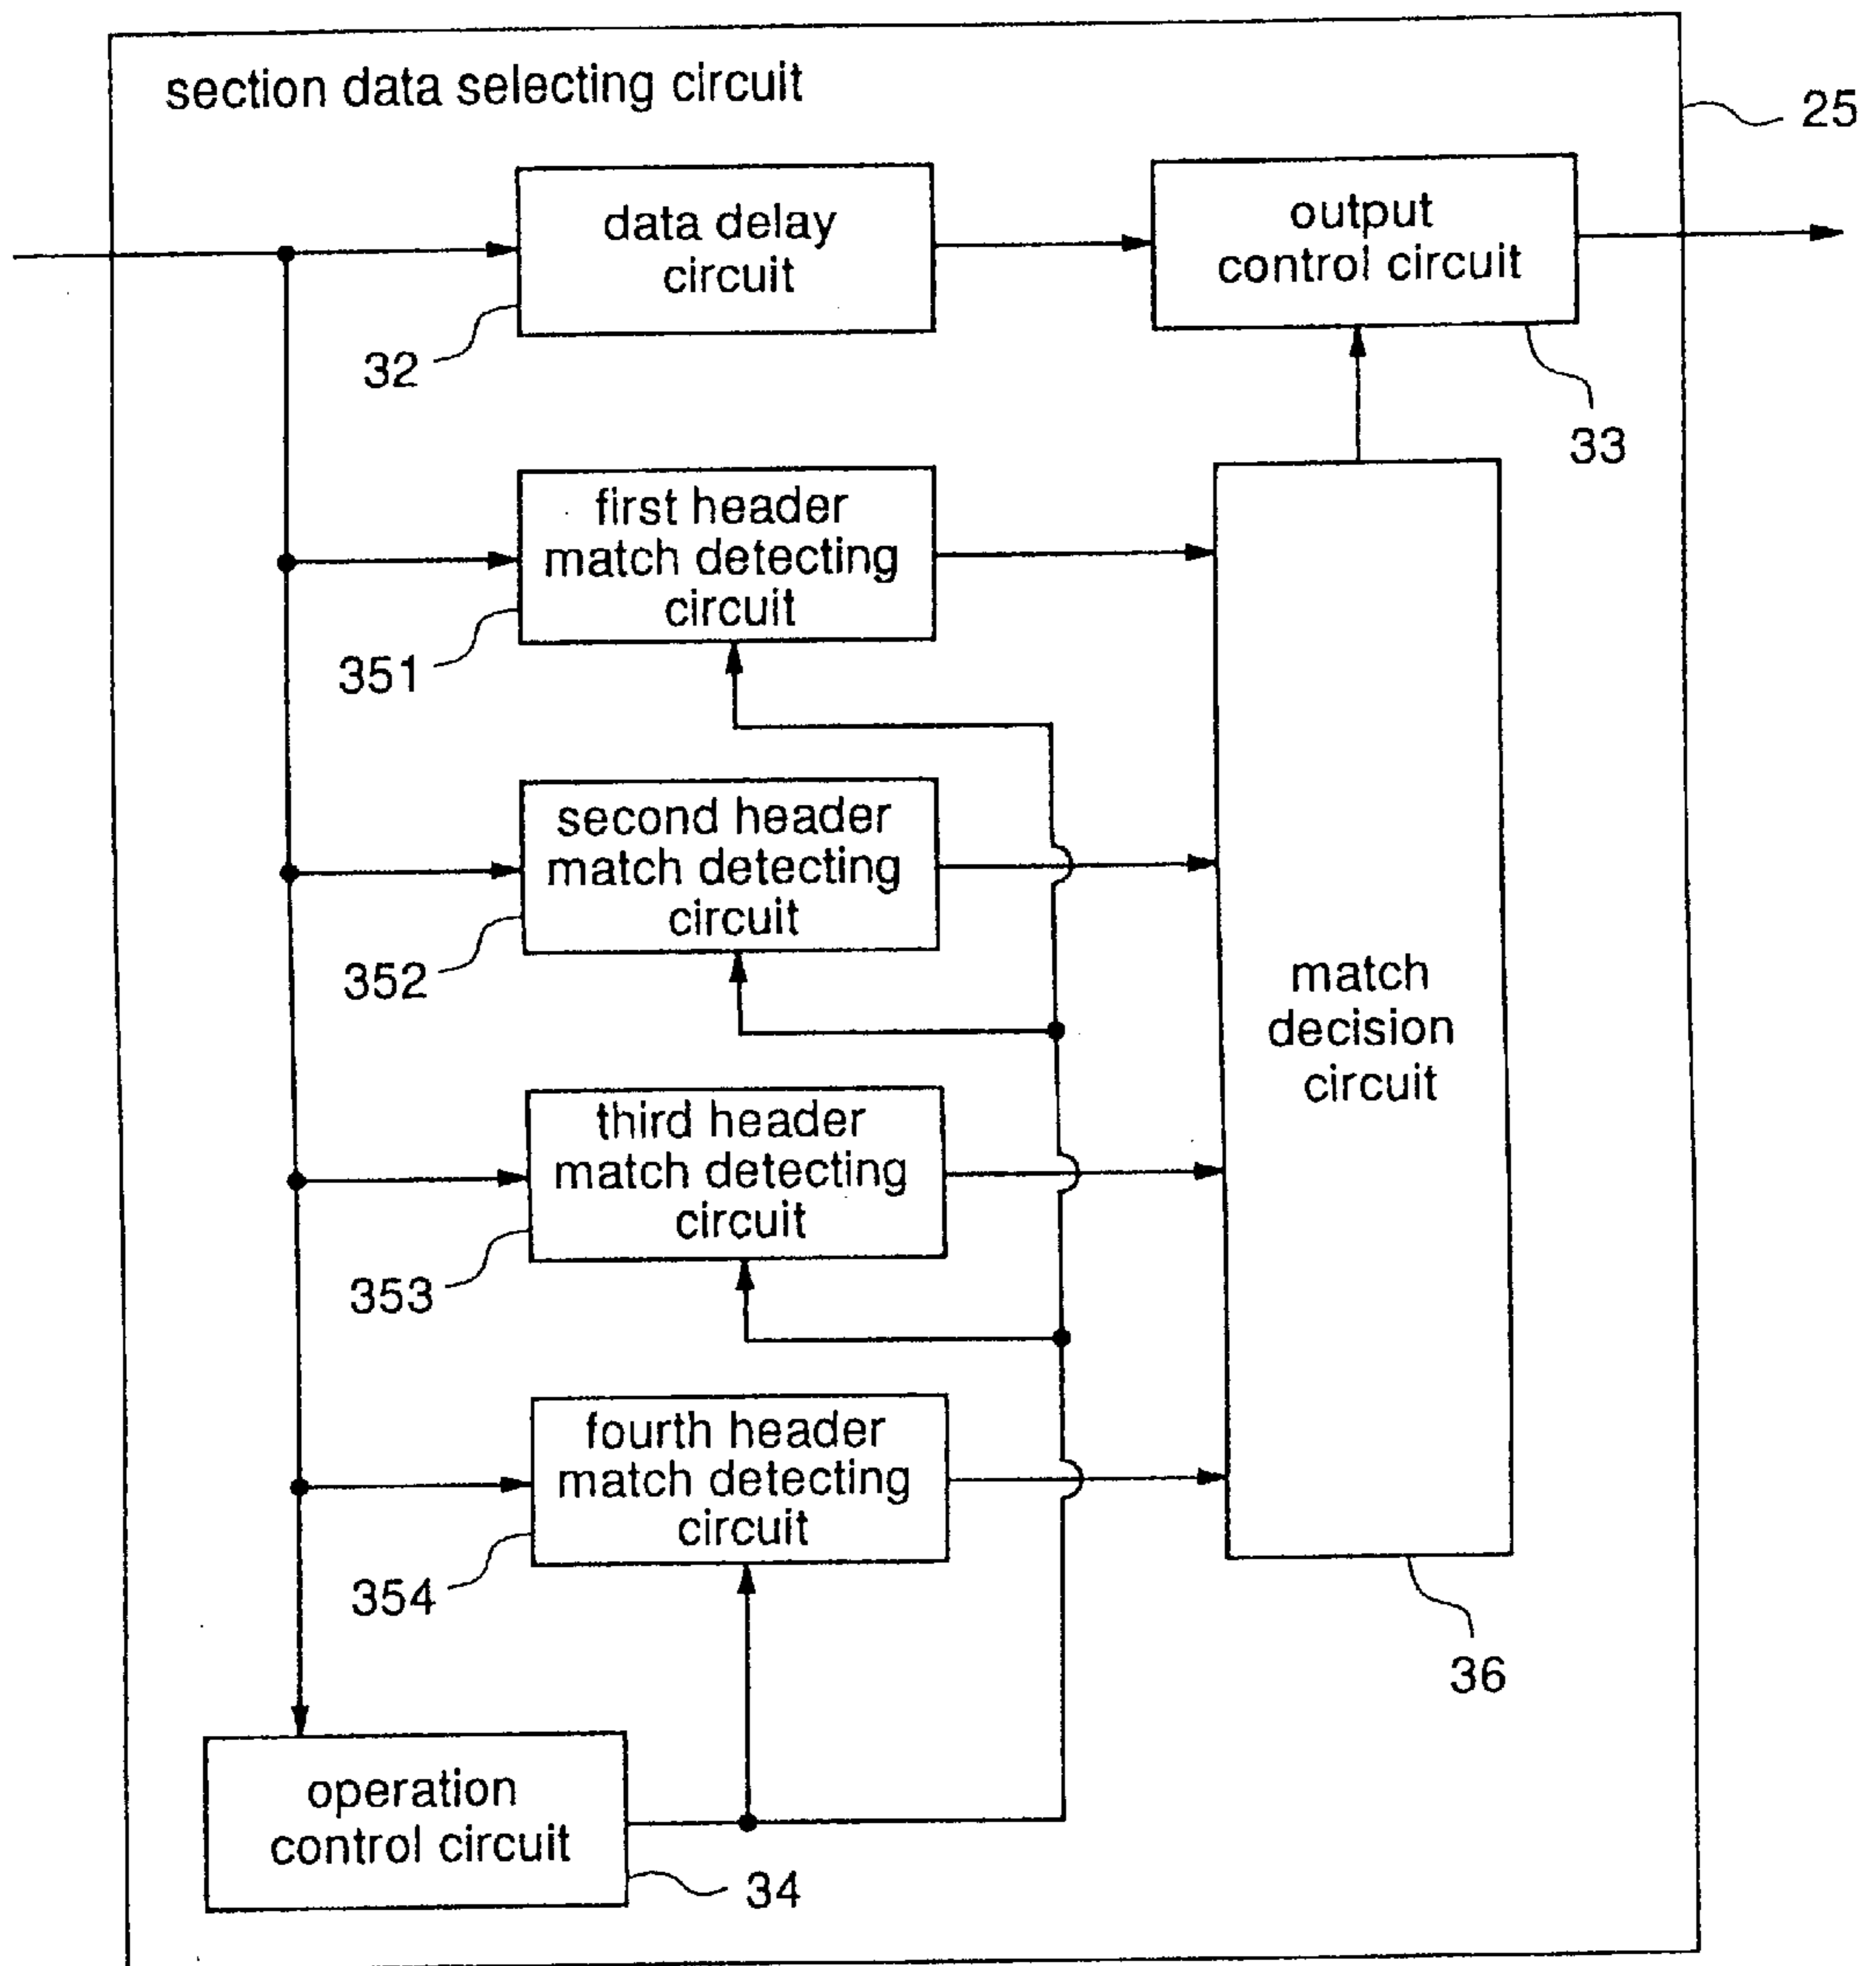 section data selecting circuit
25
data delay
circuit
32
output
control circuit
33
first header
match detecting
circuit
351
second header
match detecting
circuit
352
match
decision
circuit
third header
match detecting
circuit
353
fourth header
match detecting
circuit
354
36
operation
control circuit
34